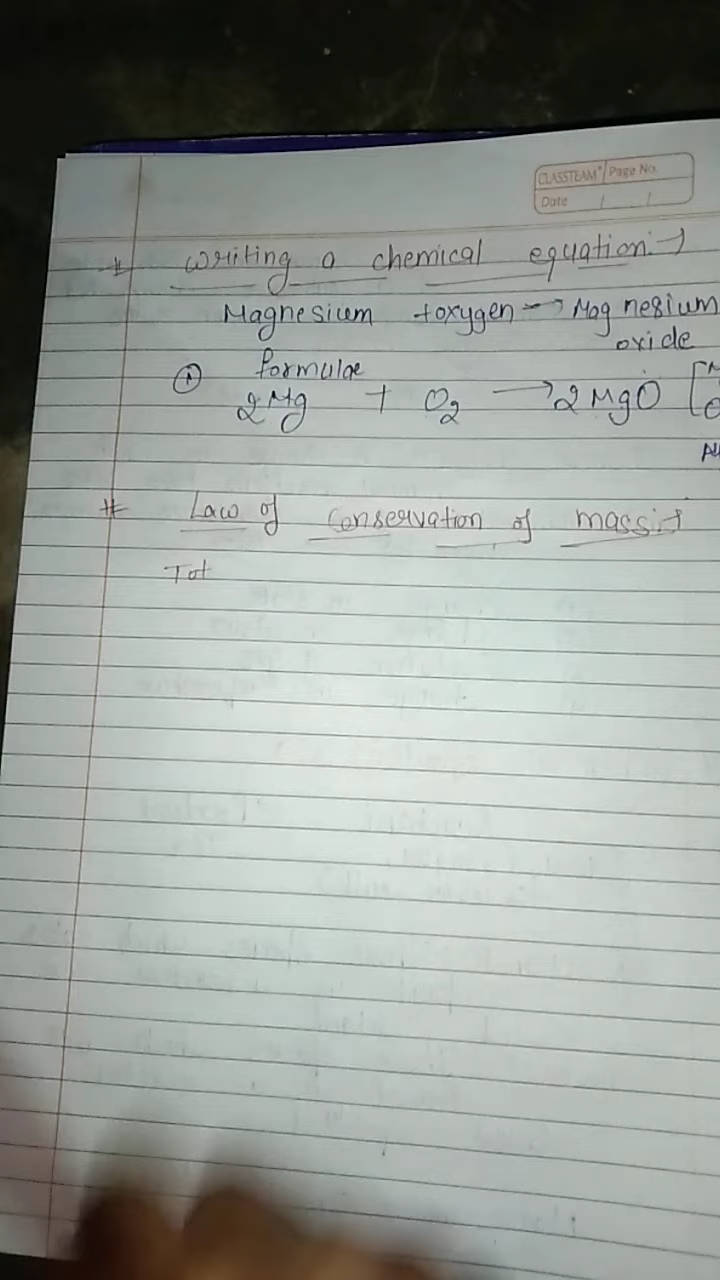 CLASSTEAM Page No.
Date / /
* Writing a chemical equation:→
Magnesium + oxygen → Magnesium
oxide
formulae
2Mg + O2 → 2MgO [
# Law of Conservation of mass:→
Tot